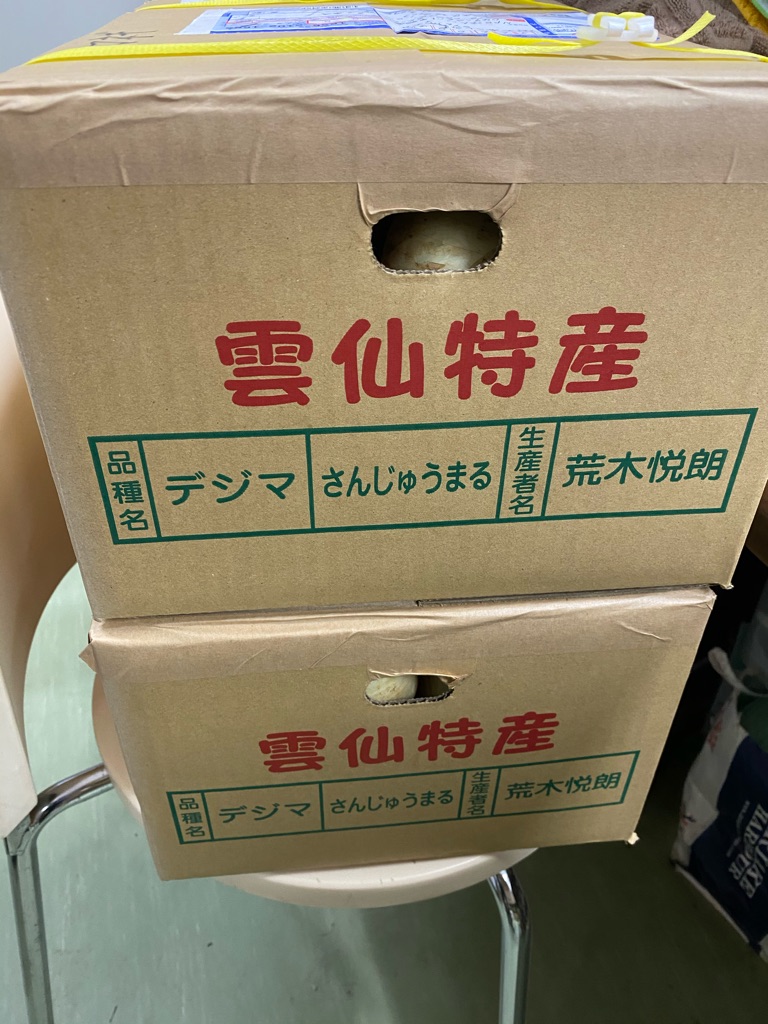 雲仙特産
品種名 デジマ さんじゅうまる 生産者名 荒木悦朗
雲仙特産
品種名 デジマ さんじゅうまる 生産者名 荒木悦朗